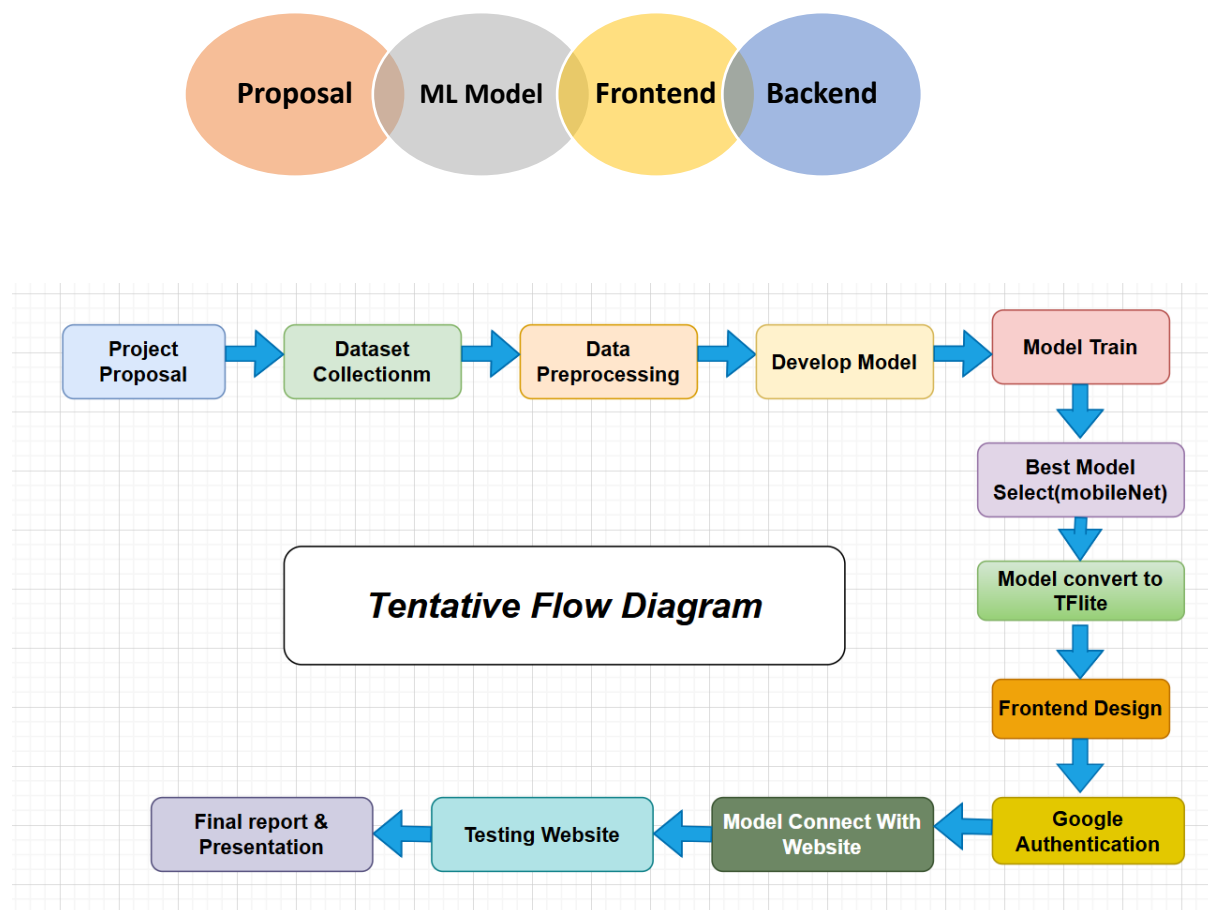 Proposal
ML Model
Frontend
Backend
Project
Proposal
Dataset
Collectionm
Data
Preprocessing
Develop Model
Model Train
Best Model
Select(mobileNet)
Model convert to
TFlite
Tentative Flow Diagram
Frontend Design
Google
Authentication
Model Connect With
Website
Testing Website
Final report &
Presentation